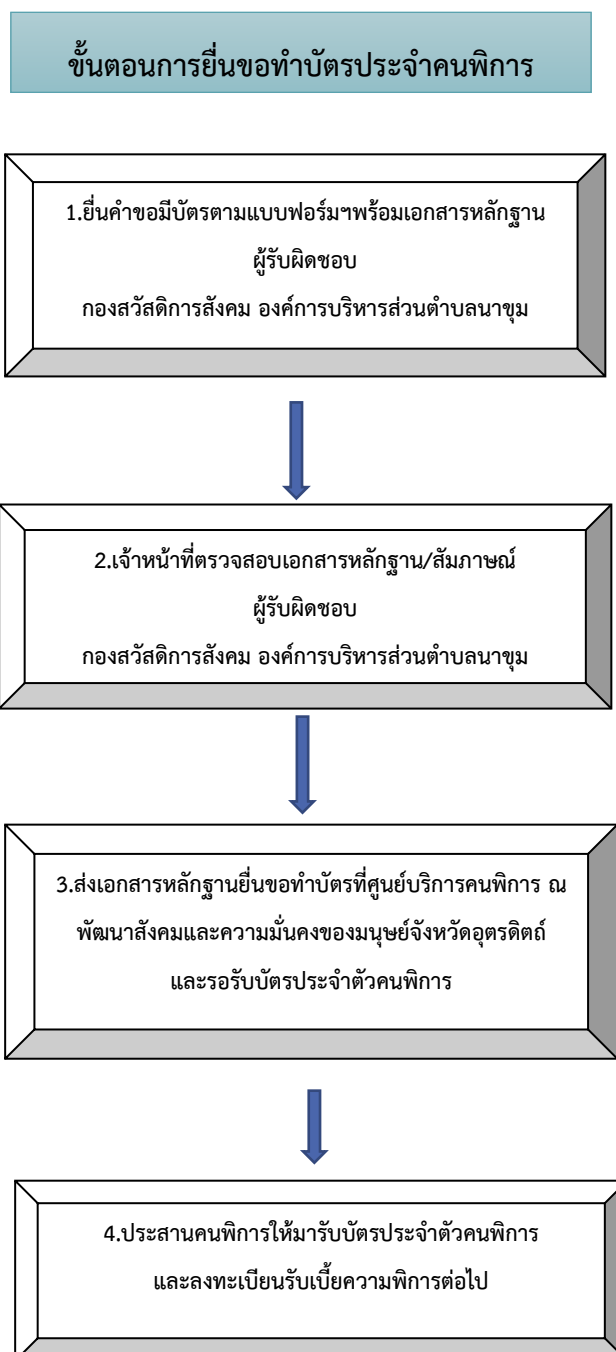 ขั้นตอนการยื่นขอทำบัตรประจำคนพิการ
1.ยื่นคำขอมีบัตรตามแบบฟอร์มฯพร้อมเอกสารหลักฐาน
ผู้รับผิดชอบ
กองสวัสดิการสังคม องค์การบริหารส่วนตำบลนาขุม
2.เจ้าหน้าที่ตรวจสอบเอกสารหลักฐาน/สัมภาษณ์
ผู้รับผิดชอบ
กองสวัสดิการสังคม องค์การบริหารส่วนตำบลนาขุม
3.ส่งเอกสารหลักฐานยื่นขอทำบัตรที่ศูนย์บริการคนพิการ ณ
พัฒนาสังคมและความมั่นคงของมนุษย์จังหวัดอุตรดิตถ์
และรอรับบัตรประจำตัวคนพิการ
4.ประสานคนพิการให้มารับบัตรประจำตัวคนพิการ
และลงทะเบียนรับเบี้ยความพิการต่อไป